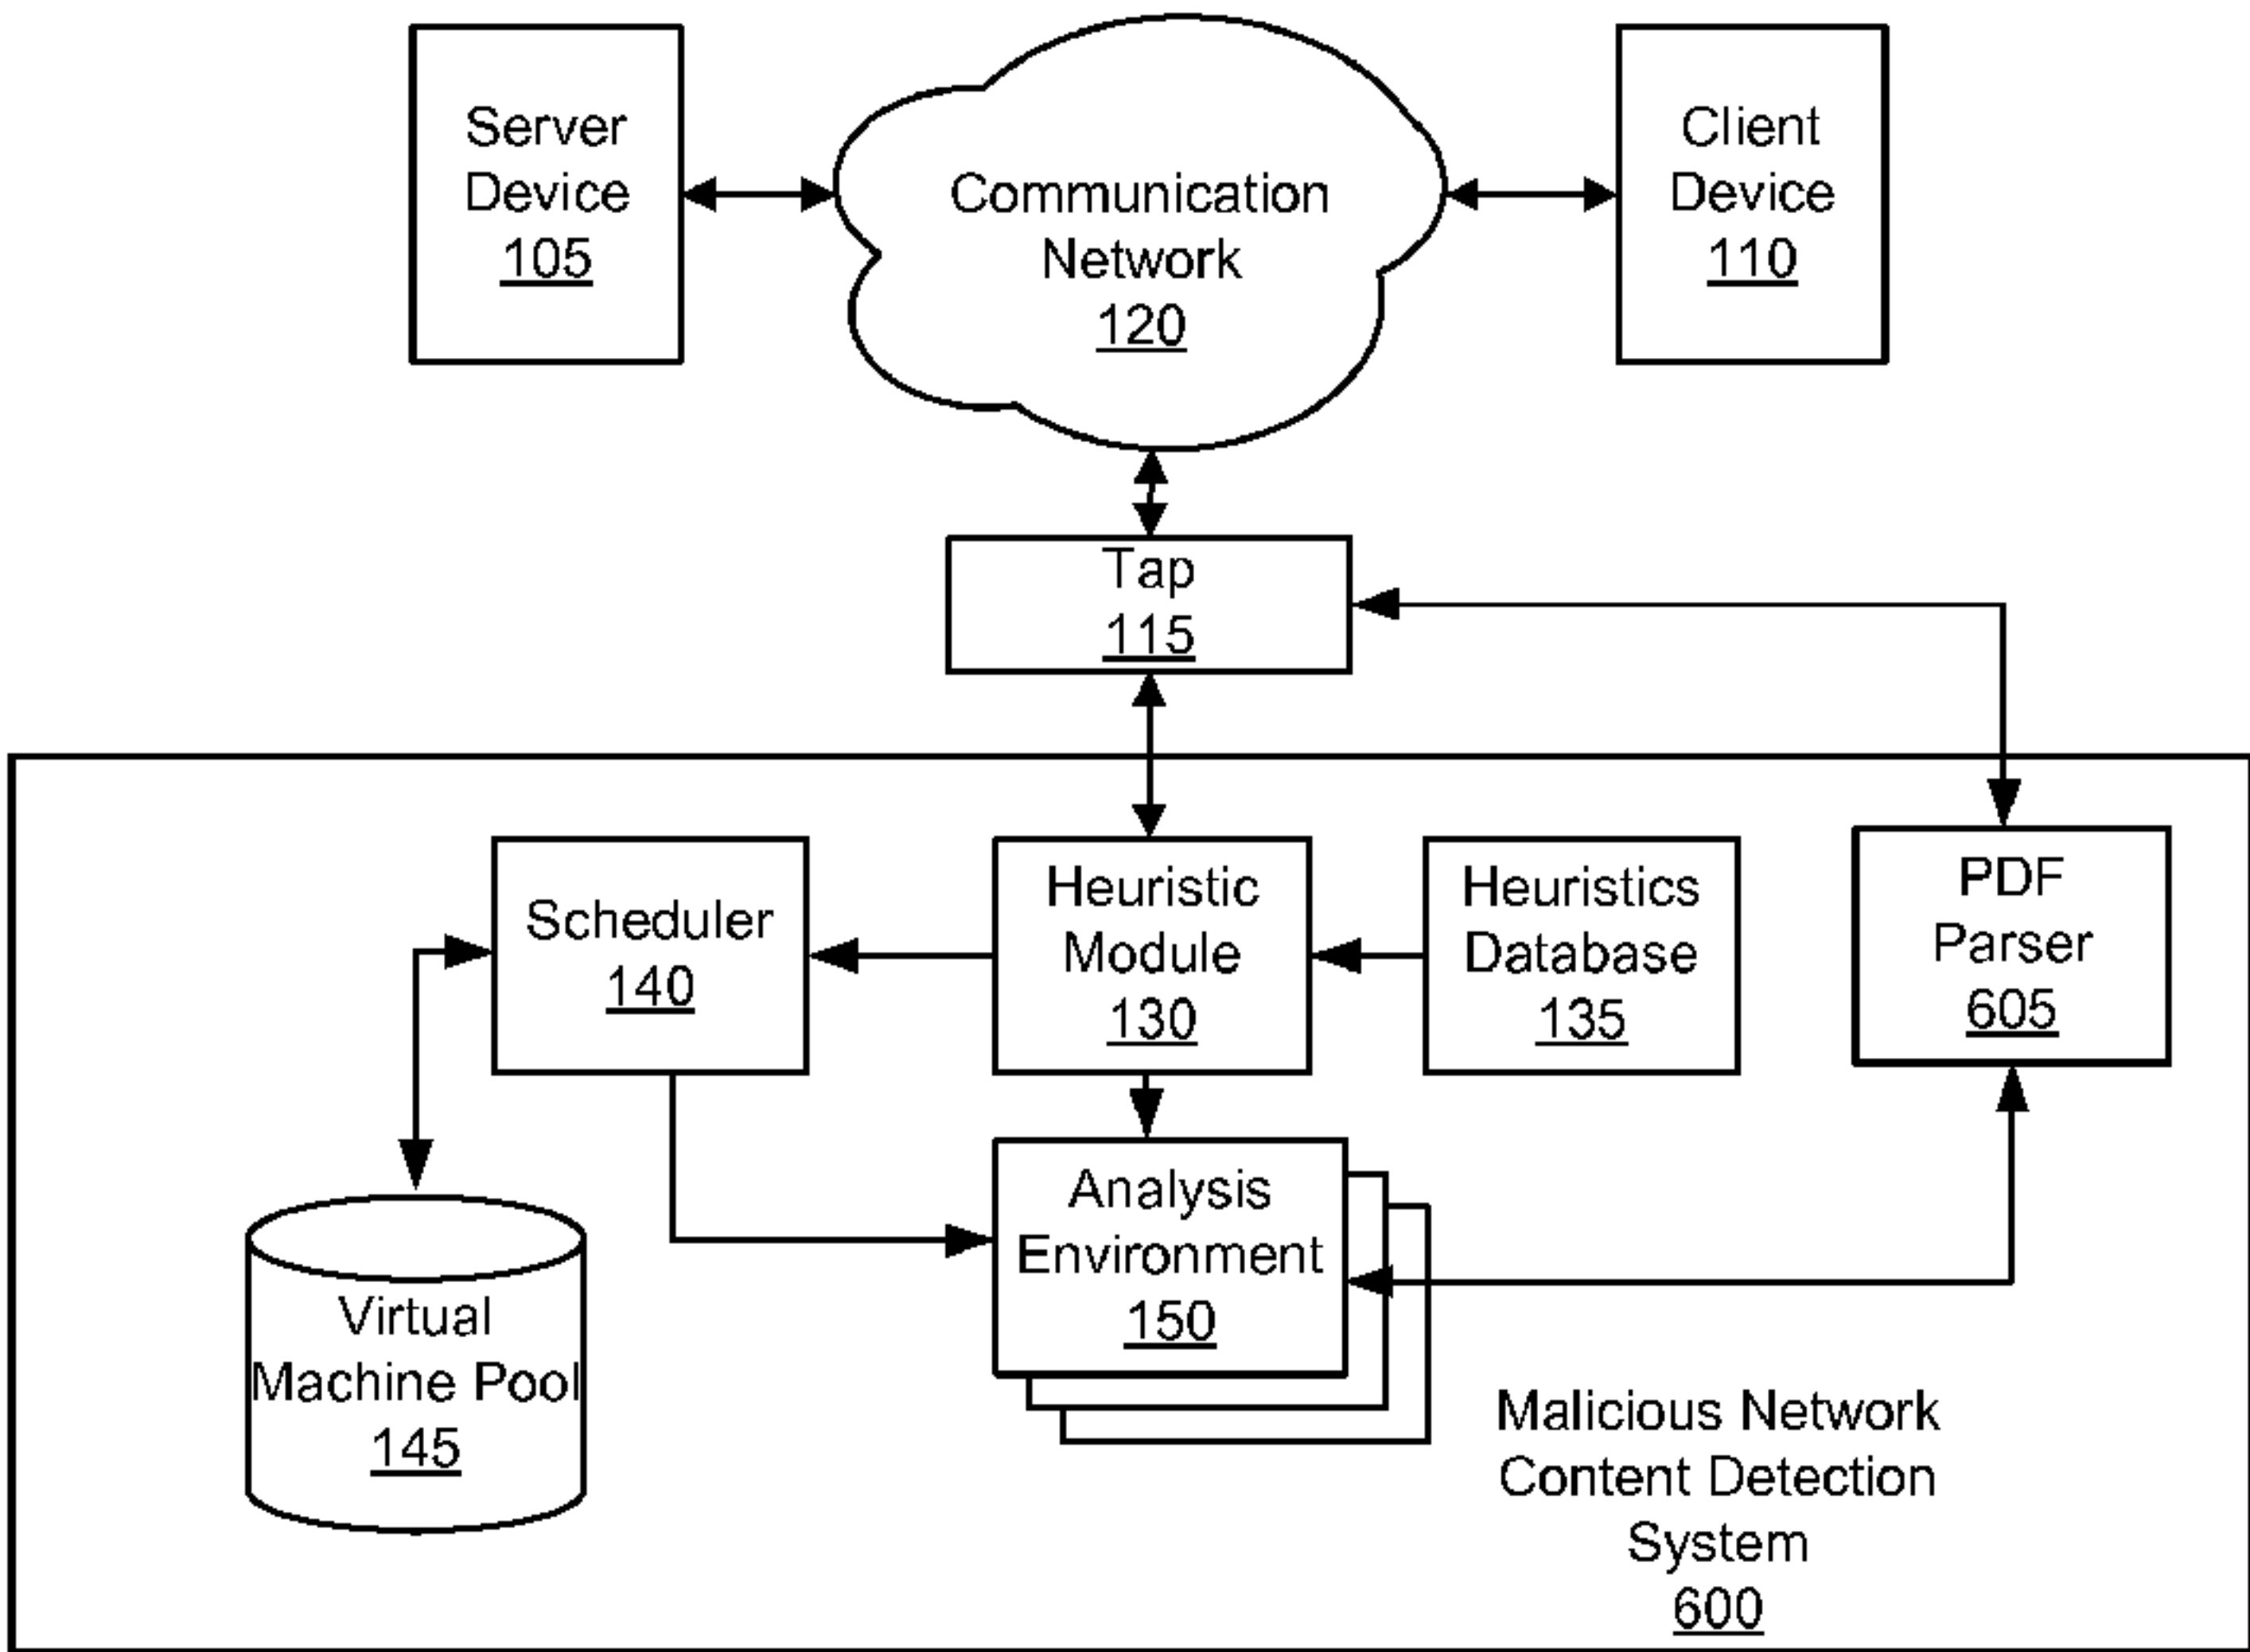 Server
Device
105
Communication
Network
120
Client
Device
110
Tap
115
Scheduler
140
Heuristic
Module
130
Heuristics
Database
135
PDF
Parser
605
Virtual
Machine Pool
145
Analysis
Environment
150
Malicious Network
Content Detection
System
600